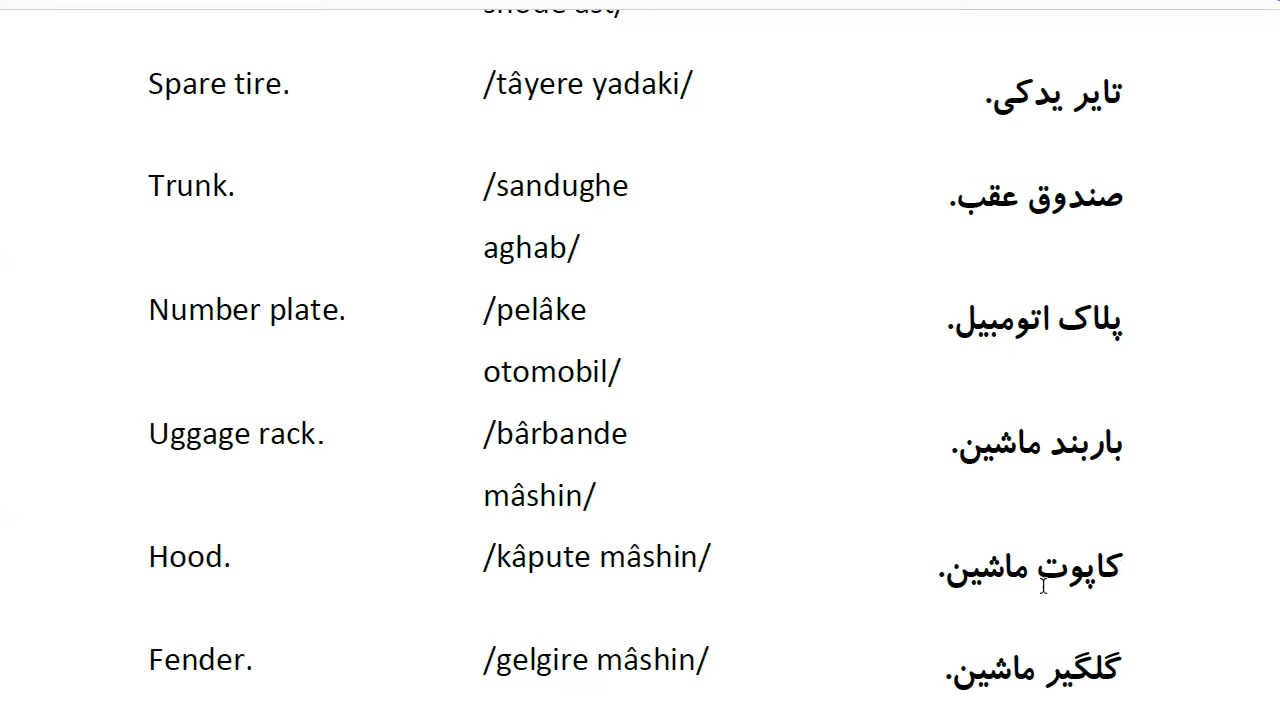 Spare tire. /tâyere yadaki/ تایر یدکی.
Trunk. /sandughe صندوق عقب.
aghab/
Number plate. /pelâke پلاک اتومبیل.
otomobil/
Uggage rack. /bârbande باربند ماشین.
mâshin/
Hood. /kâpute mâshin/ کاپوت ماشین.
Fender. /gelgire mâshin/ گلگیر ماشین.